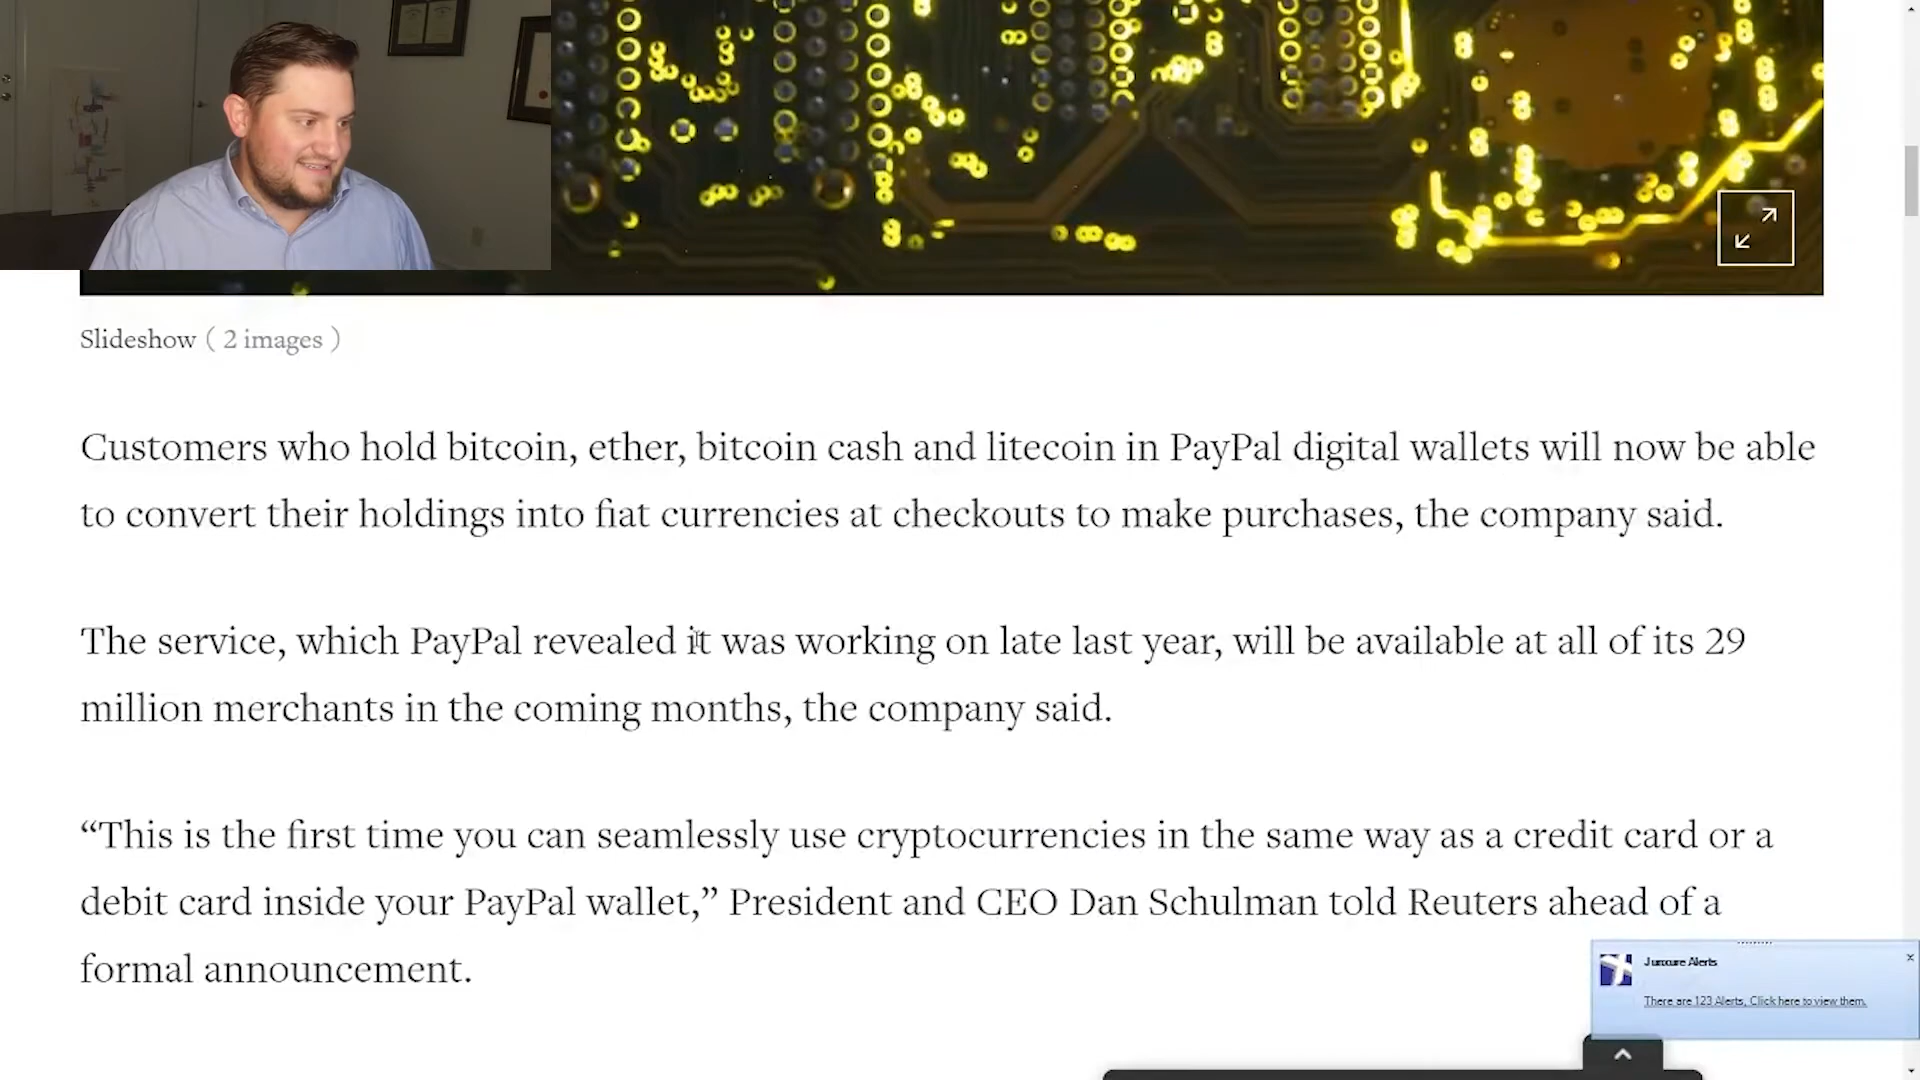 Slideshow ( 2 images )
Customers who hold bitcoin, ether, bitcoin cash and litecoin in PayPal digital wallets will now be able
to convert their holdings into fiat currencies at checkouts to make purchases, the company said.
The service, which PayPal revealed it was working on late last year, will be available at all of its 29
million merchants in the coming months, the company said.
“This is the first time you can seamlessly use cryptocurrencies in the same way as a credit card or a
debit card inside your PayPal wallet,” President and CEO Dan Schulman told Reuters ahead of a
formal announcement.
Junxure Alerts
There are 123 Alerts, Click here to view them.